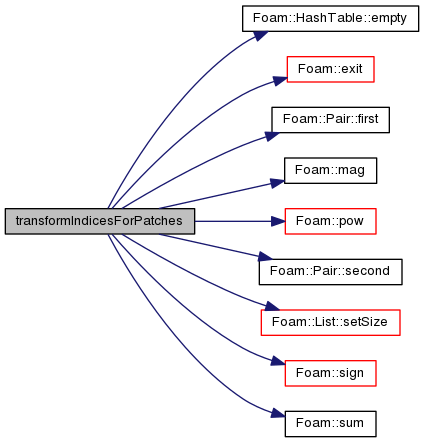 Foam::HashTable::empty
Foam::exit
Foam::Pair::first
Foam::mag
transformIndicesForPatches
Foam::pow
Foam::Pair::second
Foam::List::setSize
Foam::sign
Foam::sum